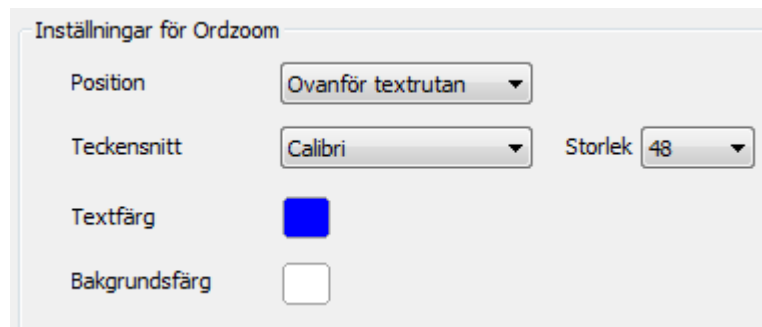 Inställningar för Ordzoom
Position Ovanför textrutan
Teckensnitt Calibri Storlek 48
Textfärg
Bakgrundsfärg